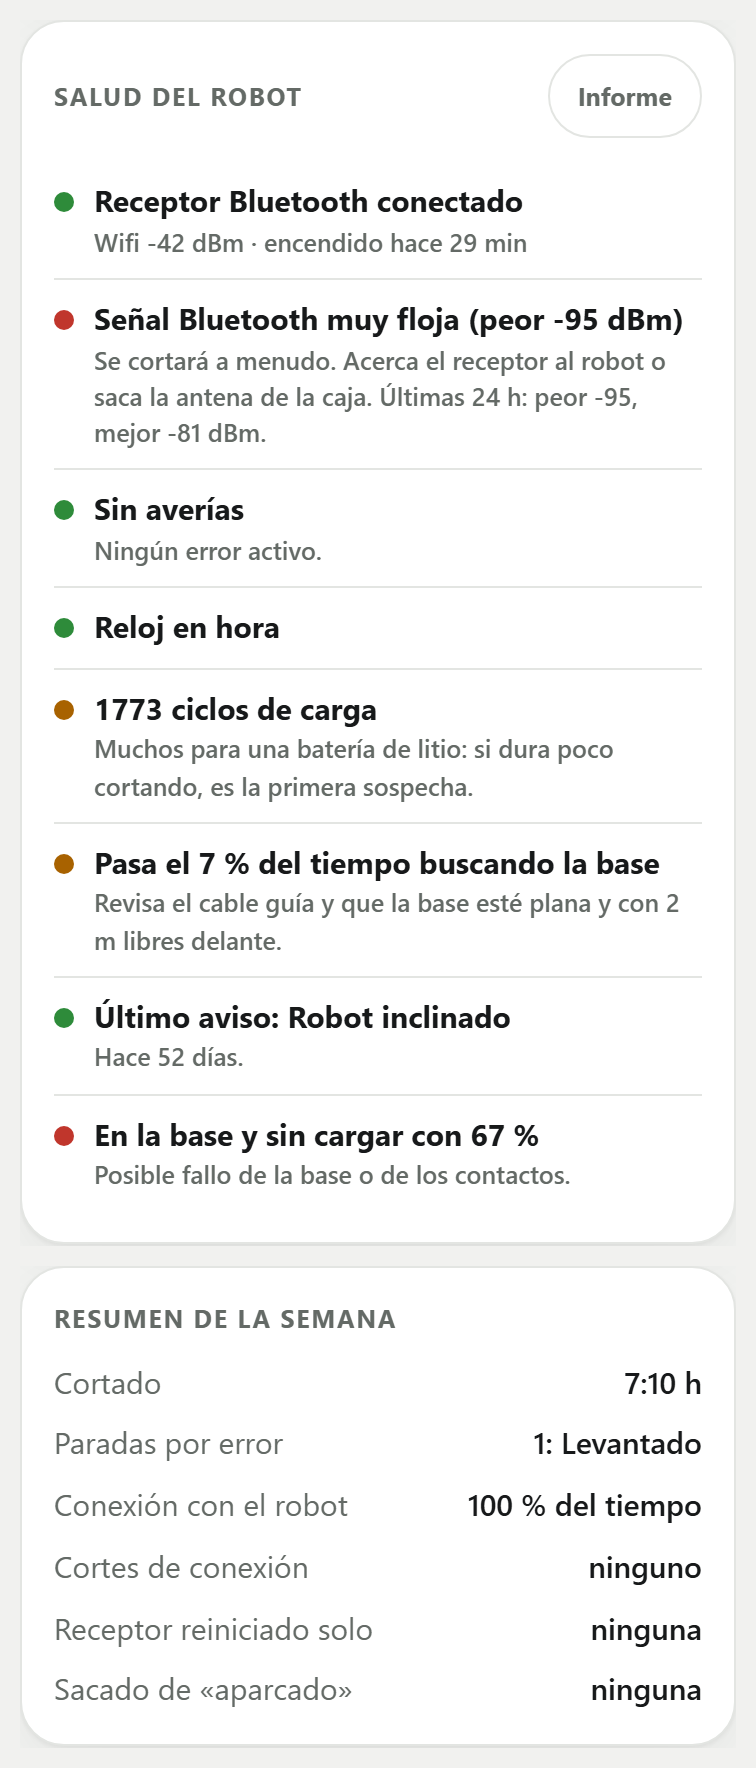 SALUD DEL ROBOT
Informe
Receptor Bluetooth conectado
Wifi -42 dBm · encendido hace 29 min
Señal Bluetooth muy floja (peor -95 dBm)
Se cortará a menudo. Acerca el receptor al robot o
saca la antena de la caja. Últimas 24 h: peor -95,
mejor -81 dBm.
Sin averías
Ningún error activo.
Reloj en hora
1773 ciclos de carga
Muchos para una batería de litio: si dura poco
cortando, es la primera sospecha.
Pasa el 7 % del tiempo buscando la base
Revisa el cable guía y que la base esté plana y con 2
m libres delante.
Último aviso: Robot inclinado
Hace 52 días.
En la base y sin cargar con 67 %
Posible fallo de la base o de los contactos.
RESUMEN DE LA SEMANA
Cortado 7:10 h
Paradas por error 1: Levantado
Conexión con el robot 100 % del tiempo
Cortes de conexión ninguno
Receptor reiniciado solo ninguna
Sacado de «aparcado» ninguna